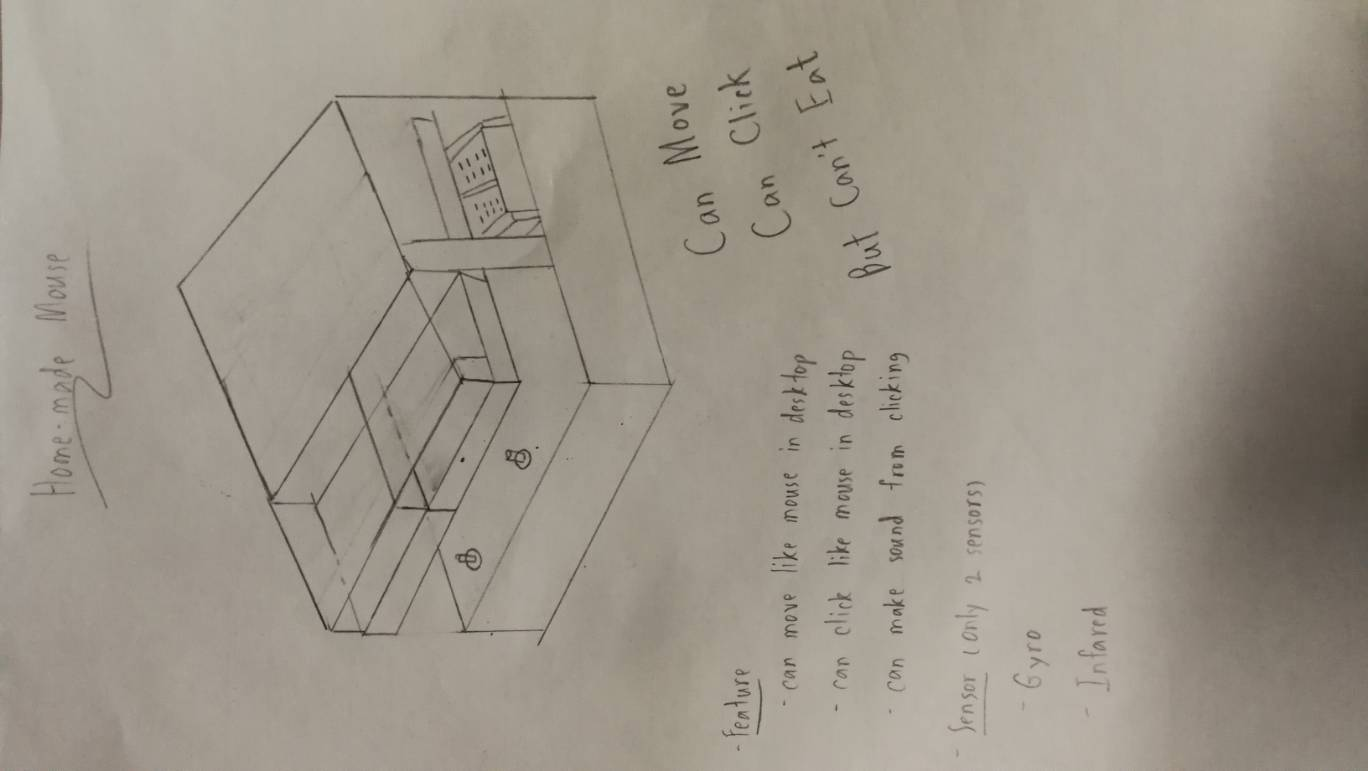 Home-made Mouse
Can Move
Can Click
But Can't Eat
- Feature
- can move like mouse in desktop
- can click like mouse in desktop
- can make sound from clicking
- Sensor (only 2 sensors)
- Gyro
- Infared